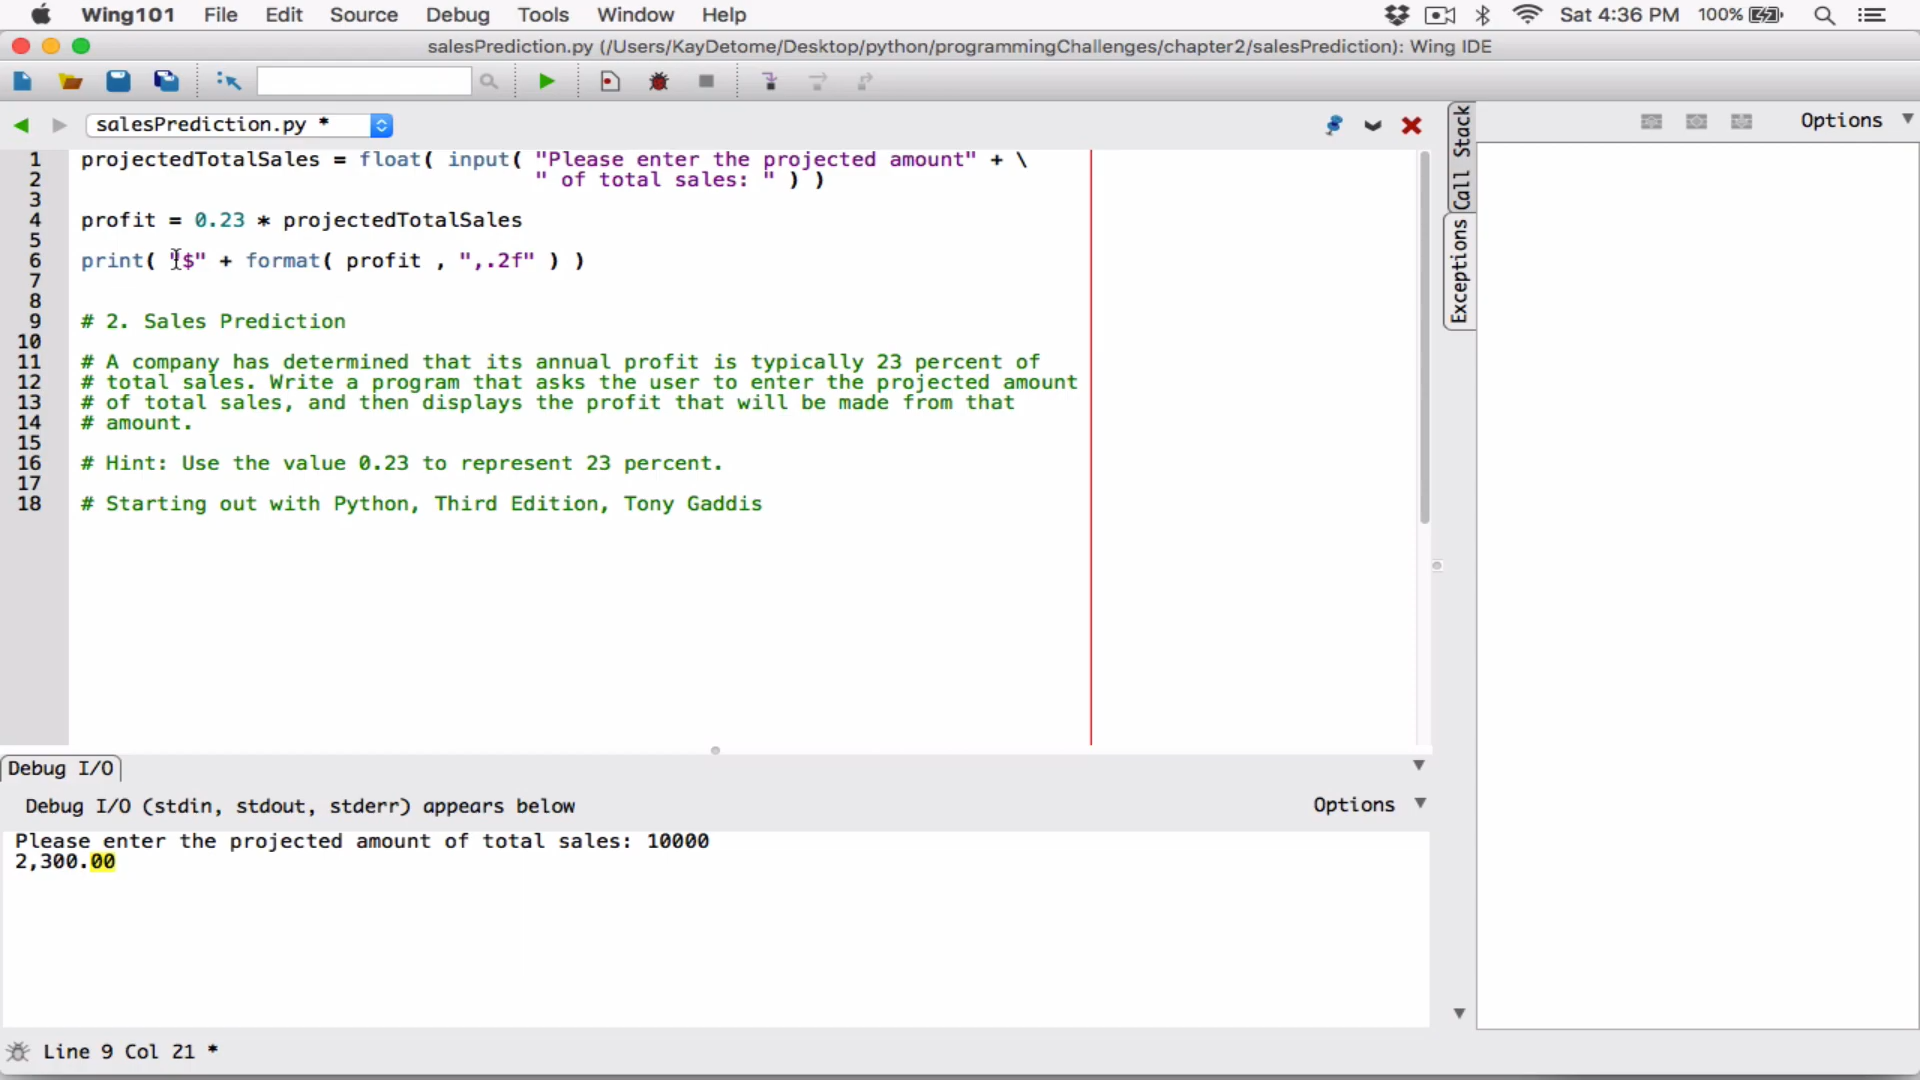 Wing101 File Edit Source Debug Tools Window Help Sat 4:36 PM 100%
salesPrediction.py (/Users/KayDetome/Desktop/python/programmingChallenges/chapter2/salesPrediction): Wing IDE
salesPrediction.py *
Options
Call Stack
Exceptions
1 projectedTotalSales = float( input( "Please enter the projected amount" + \
2 " of total sales: " ) )
3
4 profit = 0.23 * projectedTotalSales
5
6 print( "$" + format( profit , ",.2f" ) )
7
8
9 # 2. Sales Prediction
10
11 # A company has determined that its annual profit is typically 23 percent of
12 # total sales. Write a program that asks the user to enter the projected amount
13 # of total sales, and then displays the profit that will be made from that
14 # amount.
15
16 # Hint: Use the value 0.23 to represent 23 percent.
17
18 # Starting out with Python, Third Edition, Tony Gaddis
Debug I/O
Debug I/O (stdin, stdout, stderr) appears below Options
Please enter the projected amount of total sales: 10000
2,300.00
Line 9 Col 21 *